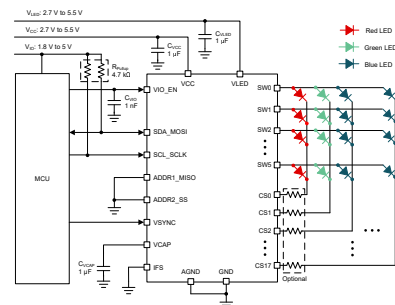 VLED: 2.7 V to 5.5 V
VCC: 2.7 V to 5.5 V
VIO: 1.8 V to 5 V
CVLED
1 µF
CVCC
1 µF
RPullup
4.7 kΩ
CVIO
1 nF
VCC
VLED
VIO_EN
SDA_MOSI
SCL_SCLK
ADDR1_MISO
ADDR2_SS
VSYNC
VCAP
IFS
MCU
CVCAP
1 µF
AGND
GND
SW0
SW1
SW2
SW5
CS0
CS1
CS2
CS17
Optional
Red LED
Green LED
Blue LED